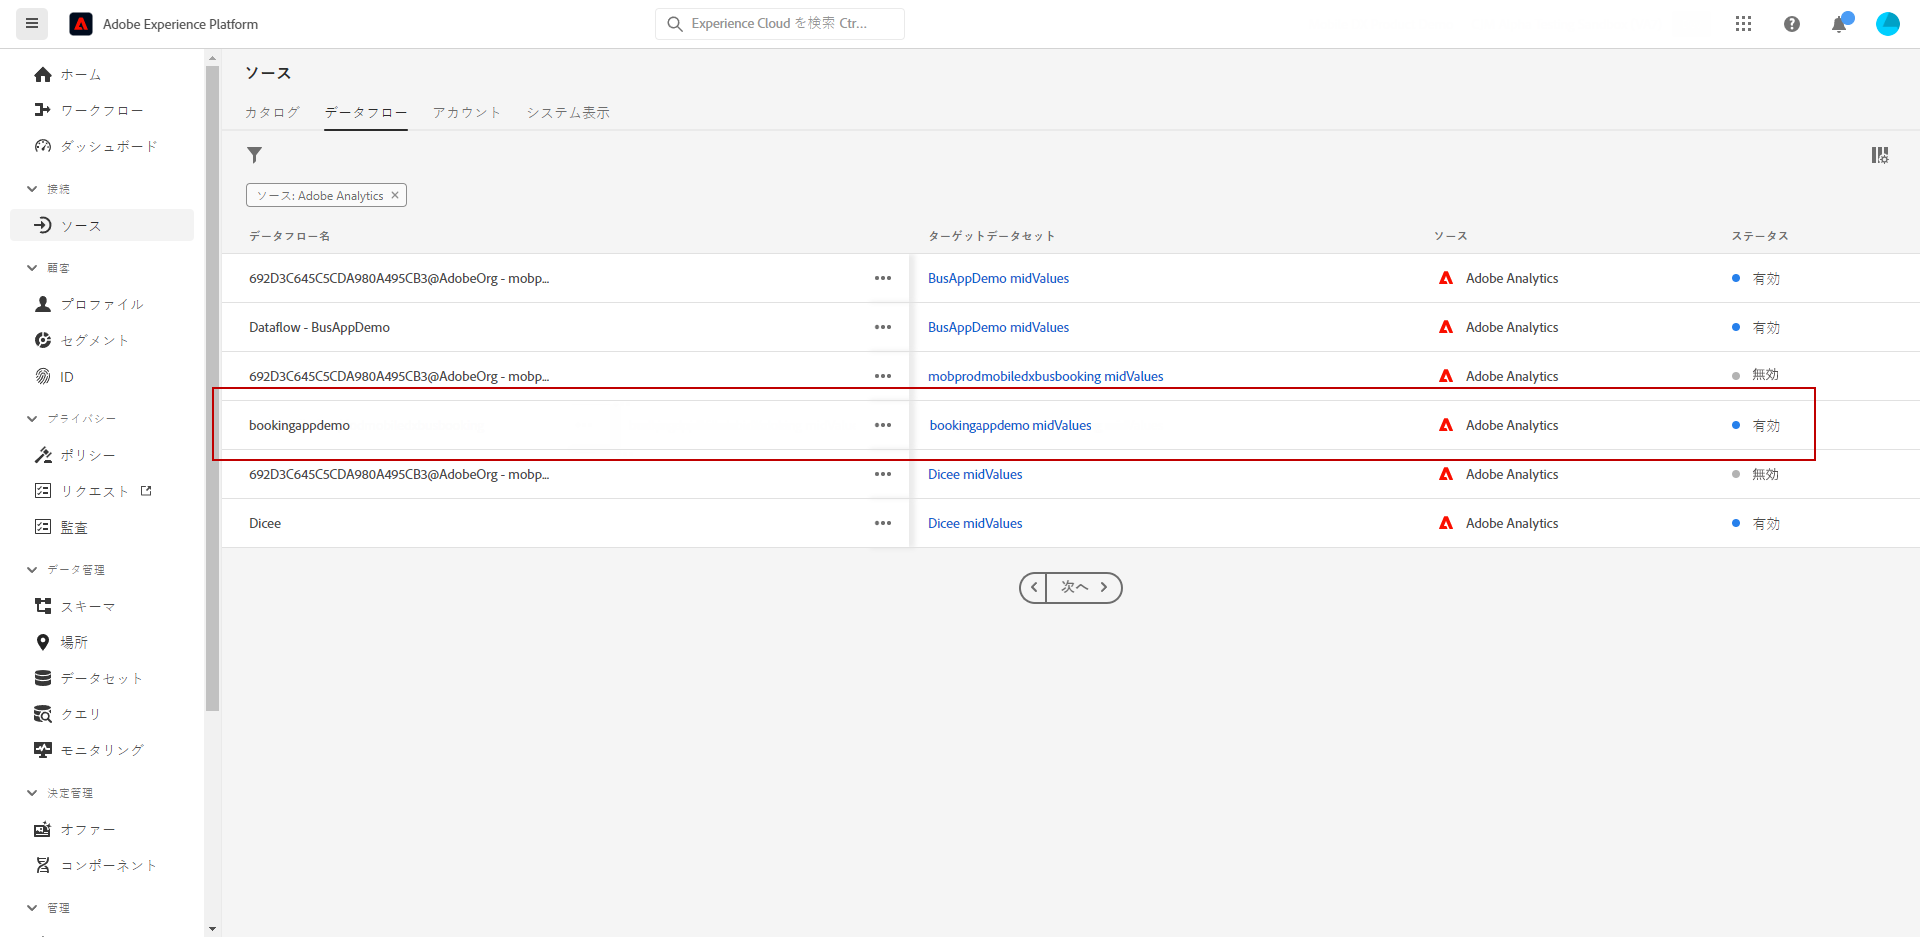 Adobe Experience Platform
Experience Cloud を検索 Ctr...
ホーム
ワークフロー
ダッシュボード
接続
ソース
顧客
プロファイル
セグメント
ID
プライバシー
ポリシー
リクエスト
監査
データ管理
スキーマ
場所
データセット
クエリ
モニタリング
決定管理
オファー
コンポーネント
管理
ソース
カタログ データフロー アカウント システム表示
ソース: Adobe Analytics ×
データフロー名 ターゲットデータセット ソース ステータス
692D3C645C5CDA980A495CB3@AdobeOrg - mobp... BusAppDemo midValues Adobe Analytics 有効
Dataflow - BusAppDemo BusAppDemo midValues Adobe Analytics 有効
692D3C645C5CDA980A495CB3@AdobeOrg - mobp... mobprodmobiledxbusbooking midValues Adobe Analytics 無効
bookingappdemo bookingappdemo midValues Adobe Analytics 有効
692D3C645C5CDA980A495CB3@AdobeOrg - mobp... Dicee midValues Adobe Analytics 無効
Dicee Dicee midValues Adobe Analytics 有効
次へ